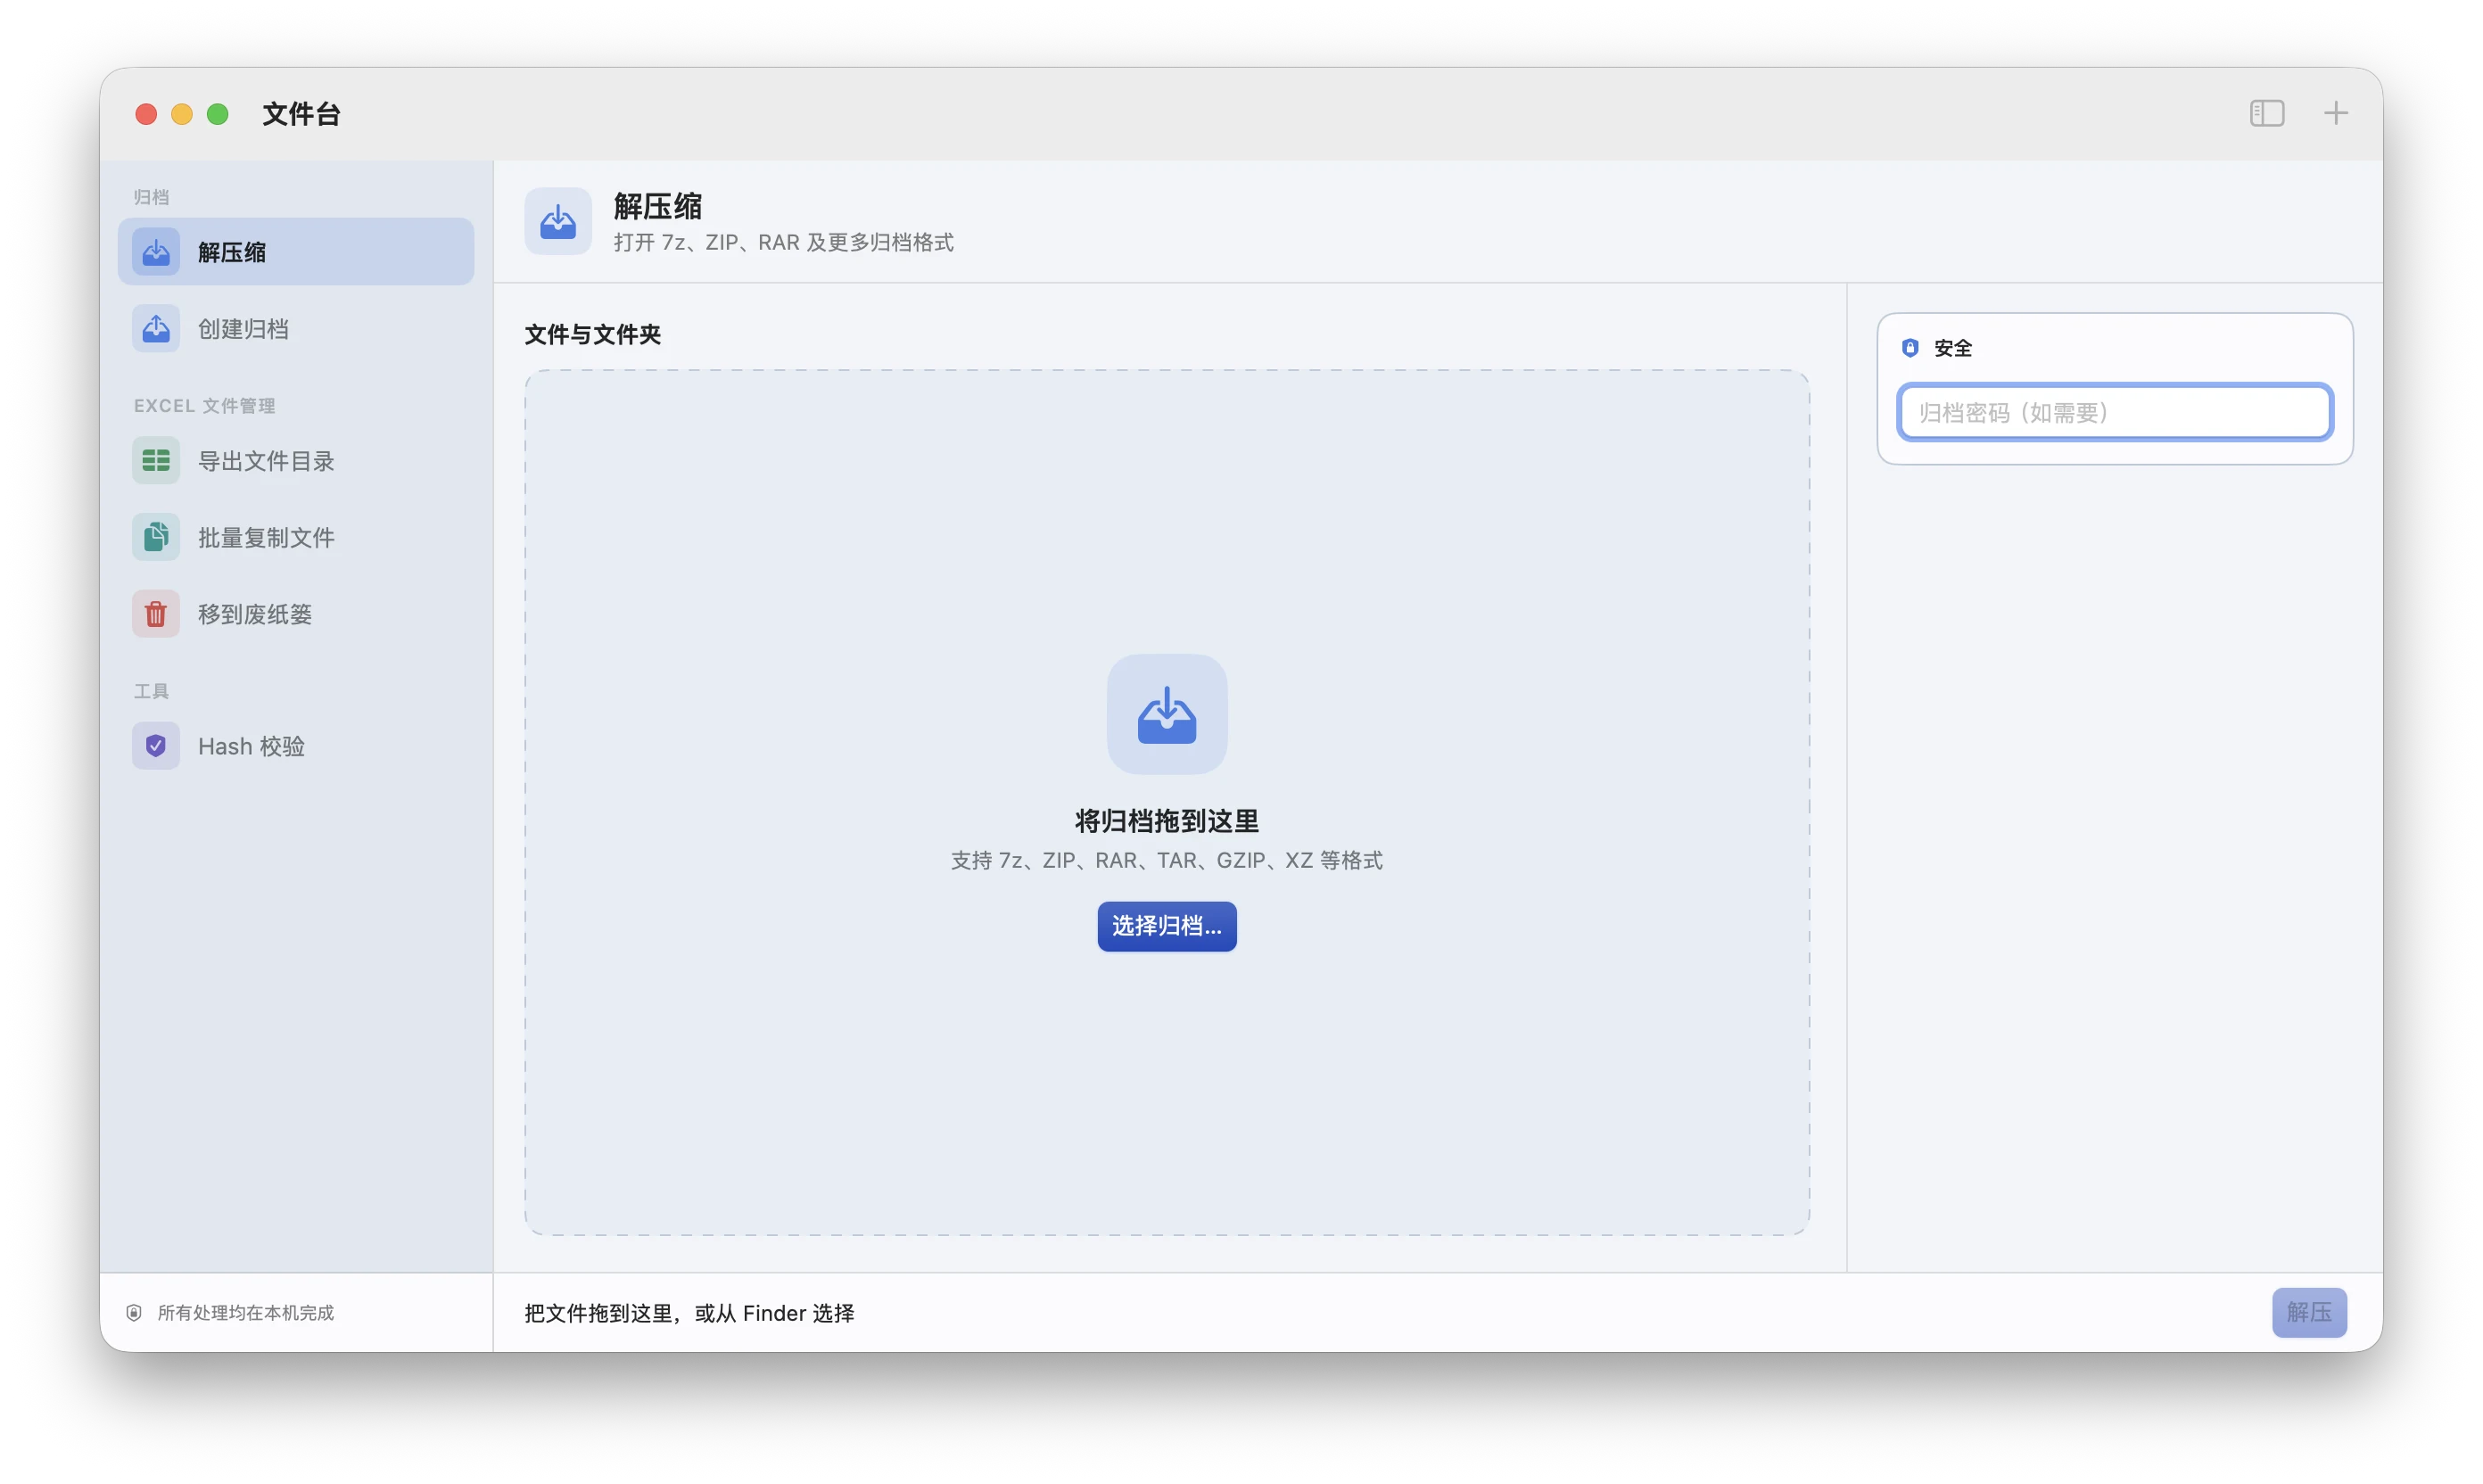 文件台
归档
解压缩
创建归档
EXCEL 文件管理
导出文件目录
批量复制文件
移到废纸篓
工具
Hash 校验
所有处理均在本机完成
解压缩
打开 7z、ZIP、RAR 及更多归档格式
文件与文件夹
将归档拖到这里
支持 7z、ZIP、RAR、TAR、GZIP、XZ 等格式
选择归档...
安全
归档密码（如需要）
把文件拖到这里，或从 Finder 选择
解压